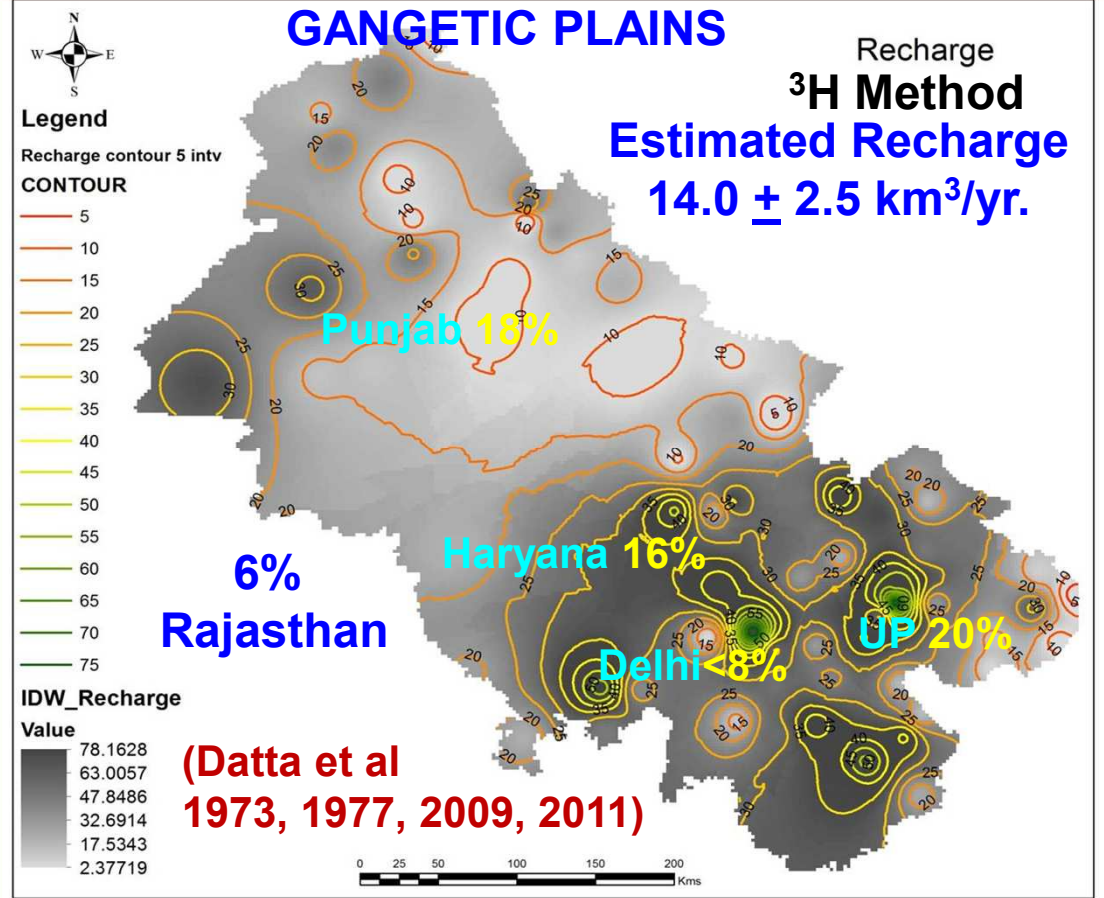 GANGETIC PLAINS
N
W E
S
Recharge
³H Method
Estimated Recharge
14.0 ± 2.5 km³/yr.
Legend
Recharge contour 5 intv
CONTOUR
5
10
15
20
25
30
35
40
45
50
55
60
65
70
75
IDW_Recharge
Value
78.1628
63.0057
47.8486
32.6914
17.5343
2.37719
Punjab 18%
Haryana 16%
6%
Rajasthan
UP 20%
Delhi<8%
(Datta et al
1973, 1977, 2009, 2011)
0 25 50 100 150 200
Kms